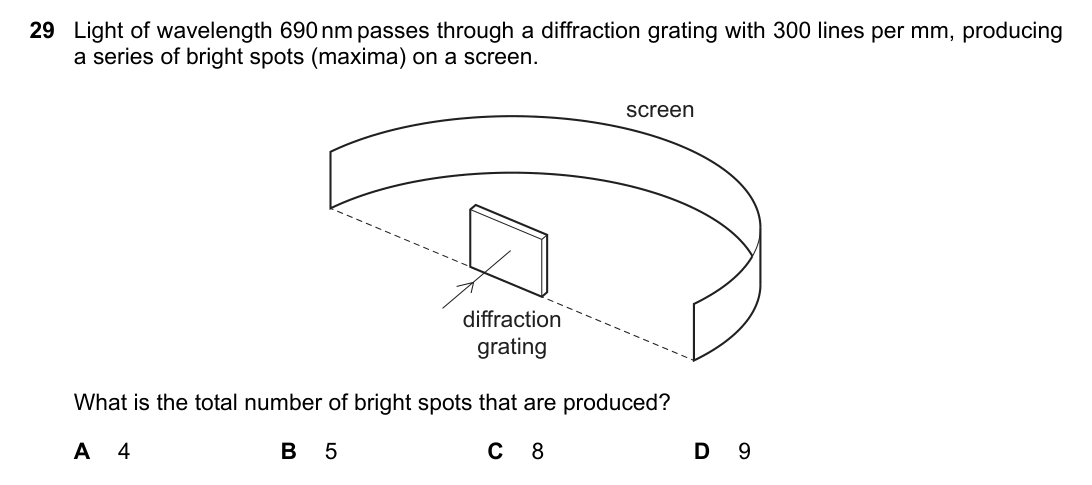 29 Light of wavelength 690 nm passes through a diffraction grating with 300 lines per mm, producing
a series of bright spots (maxima) on a screen.
screen
diffraction
grating
What is the total number of bright spots that are produced?
A 4 B 5 C 8 D 9